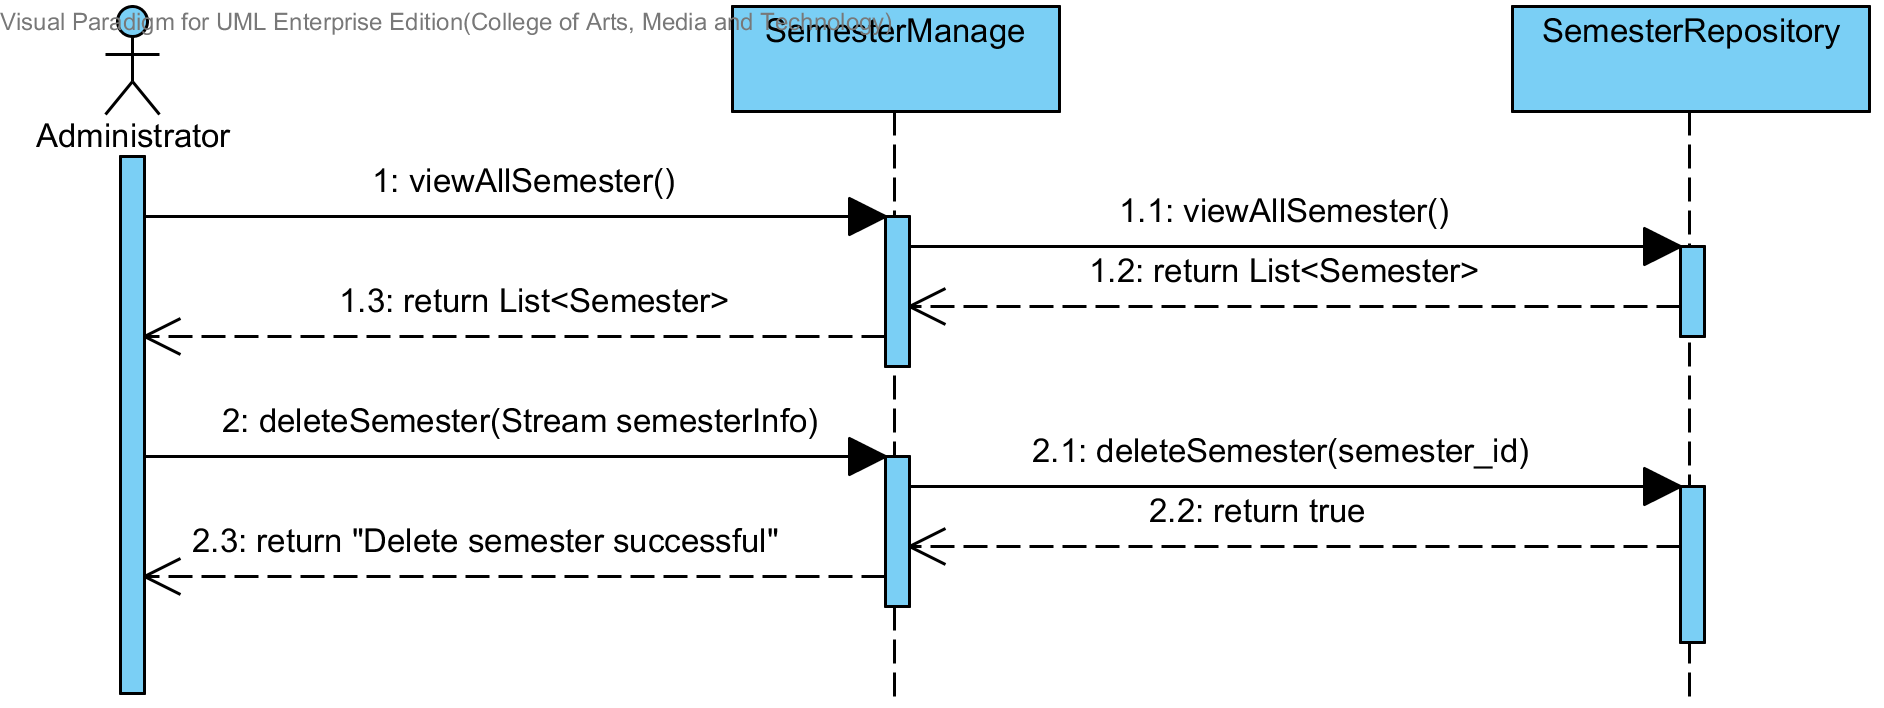 Visual Paradigm for UML Enterprise Edition(College of Arts, Media and Technology)
SemesterManage
SemesterRepository
Administrator
1: viewAllSemester()
1.1: viewAllSemester()
1.2: return List<Semester>
1.3: return List<Semester>
2: deleteSemester(Stream semesterInfo)
2.1: deleteSemester(semester_id)
2.2: return true
2.3: return "Delete semester successful"